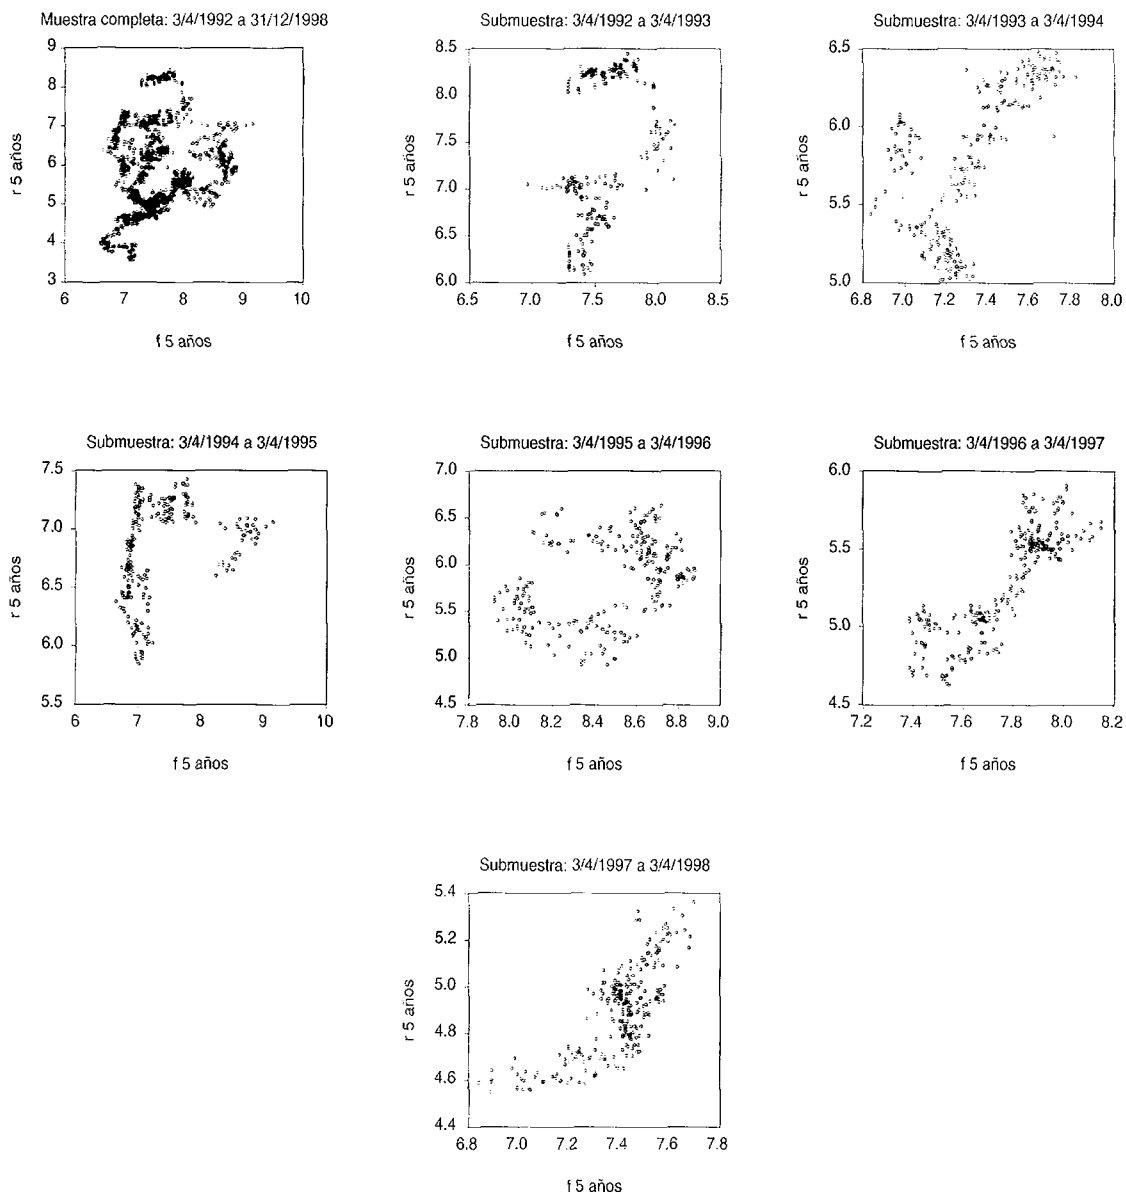 Muestra completa: 3/4/1992 a 31/12/1998
9
8
7
6
5
4
3
r 5 años
6 7 8 9 10
f 5 años
Submuestra: 3/4/1992 a 3/4/1993
8.5
8.0
7.5
7.0
6.5
6.0
r 5 años
6.5 7.0 7.5 8.0 8.5
f 5 años
Submuestra: 3/4/1993 a 3/4/1994
6.5
6.0
5.5
5.0
r 5 años
6.8 7.0 7.2 7.4 7.6 7.8 8.0
f 5 años
Submuestra: 3/4/1994 a 3/4/1995
7.5
7.0
6.5
6.0
5.5
r 5 años
6 7 8 9 10
f 5 años
Submuestra: 3/4/1995 a 3/4/1996
7.0
6.5
6.0
5.5
5.0
4.5
r 5 años
7.8 8.0 8.2 8.4 8.6 8.8 9.0
f 5 años
Submuestra: 3/4/1996 a 3/4/1997
6.0
5.5
5.0
4.5
r 5 años
7.2 7.4 7.6 7.8 8.0 8.2
f 5 años
Submuestra: 3/4/1997 a 3/4/1998
5.4
5.2
5.0
4.8
4.6
4.4
r 5 años
6.8 7.0 7.2 7.4 7.6 7.8
f 5 años